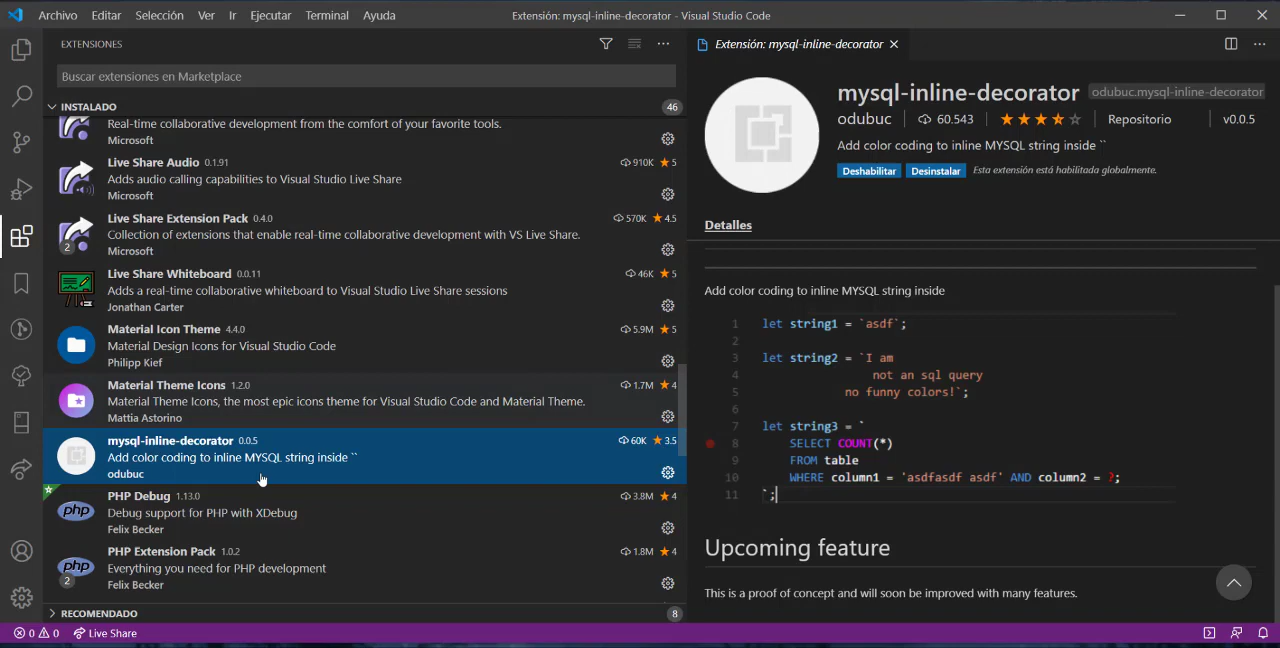 Archivo Editar Selección Ver Ir Ejecutar Terminal Ayuda Extensión: mysql-inline-decorator - Visual Studio Code
EXTENSIONES
Buscar extensiones en Marketplace
INSTALADO 46
Real-time collaborative development from the comfort of your favorite tools.
Microsoft
Live Share Audio 0.1.91 910K 5
Adds audio calling capabilities to Visual Studio Live Share
Microsoft
Live Share Extension Pack 0.4.0 570K 4.5
Collection of extensions that enable real-time collaborative development with VS Live Share.
2
Microsoft
Live Share Whiteboard 0.0.11 46K 5
Adds a real-time collaborative whiteboard to Visual Studio Live Share sessions
Jonathan Carter
Material Icon Theme 4.4.0 5.9M 5
Material Design Icons for Visual Studio Code
Philipp Kief
Material Theme Icons 1.2.0 1.7M 4
Material Theme Icons, the most epic icons theme for Visual Studio Code and Material Theme.
Mattia Astorino
mysql-inline-decorator 0.0.5 60K 3.5
Add color coding to inline MYSQL string inside ``
odubuc
PHP Debug 1.13.0 3.8M 4
php
Debug support for PHP with XDebug
Felix Becker
PHP Extension Pack 1.0.2 1.8M 4
php
Everything you need for PHP development
2
Felix Becker
RECOMENDADO 8
Extensión: mysql-inline-decorator
mysql-inline-decorator odubuc.mysql-inline-decorator
odubuc 60.543 Repositorio v0.0.5
Add color coding to inline MYSQL string inside ``
Deshabilitar Desinstalar Esta extensión está habilitada globalmente.
Detalles
Add color coding to inline MYSQL string inside
1 let string1 = `asdf`;
2
3 let string2 = `I am
4 not an sql query
5 no funny colors!`;
6
7 let string3 = `
8 SELECT COUNT(*)
9 FROM table
10 WHERE column1 = 'asdfasdf asdf' AND column2 = ?;
11 `;
Upcoming feature
This is a proof of concept and will soon be improved with many features.
0 0 Live Share